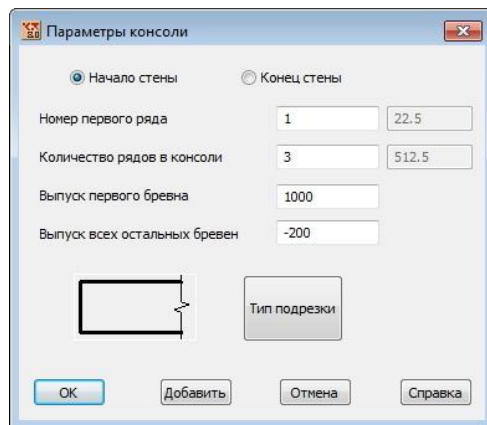 Параметры консоли
Начало стены Конец стены
Номер первого ряда 1 22.5
Количество рядов в консоли 3 512.5
Выпуск первого бревна 1000
Выпуск всех остальных бревен -200
Тип подрезки
OK Добавить Отмена Справка